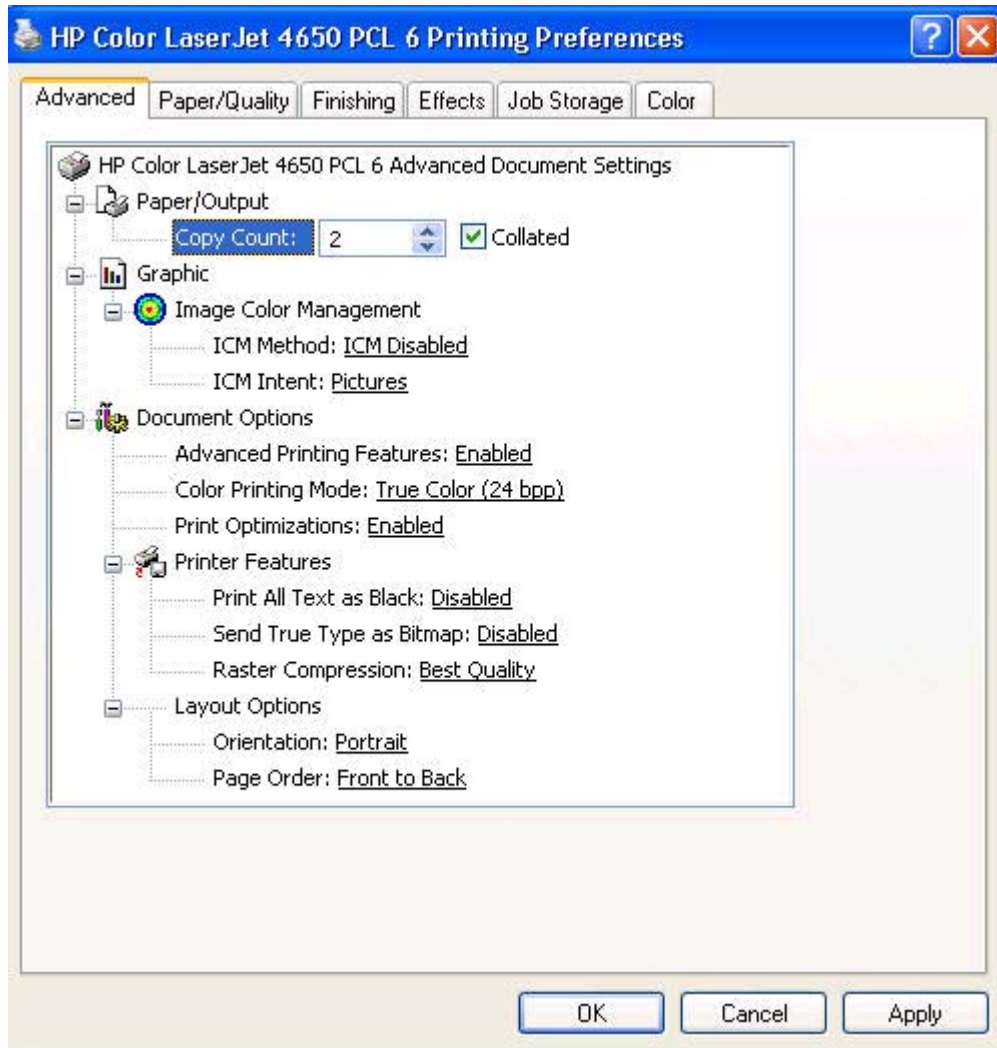 HP Color LaserJet 4650 PCL 6 Printing Preferences
Advanced Paper/Quality Finishing Effects Job Storage Color
HP Color LaserJet 4650 PCL 6 Advanced Document Settings
Paper/Output
Copy Count: 2 Collated
Graphic
Image Color Management
ICM Method: ICM Disabled
ICM Intent: Pictures
Document Options
Advanced Printing Features: Enabled
Color Printing Mode: True Color (24 bpp)
Print Optimizations: Enabled
Printer Features
Print All Text as Black: Disabled
Send True Type as Bitmap: Disabled
Raster Compression: Best Quality
Layout Options
Orientation: Portrait
Page Order: Front to Back
OK Cancel Apply